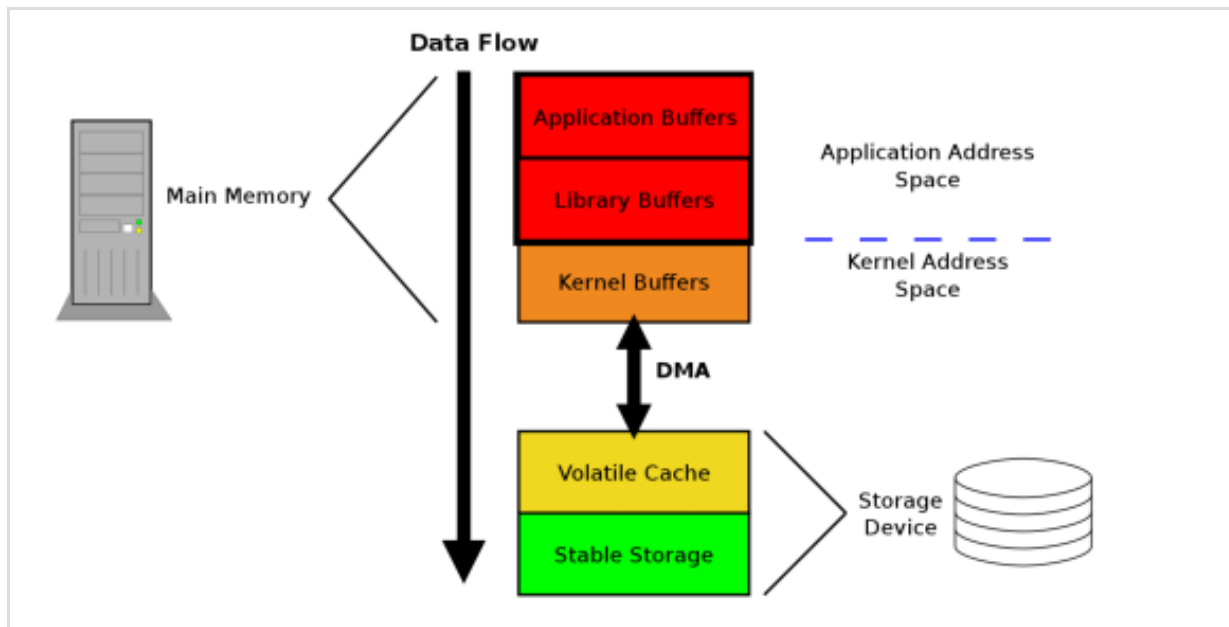 Data Flow
Application Buffers
Application Address
Space
Main Memory
Library Buffers
Kernel Buffers
Kernel Address
Space
DMA
Volatile Cache
Storage
Device
Stable Storage